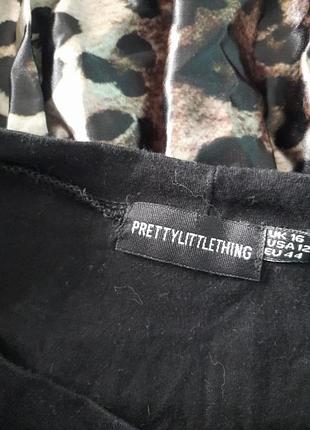 PRETTYLITTLETHING
UK 16
USA 12
EU 44